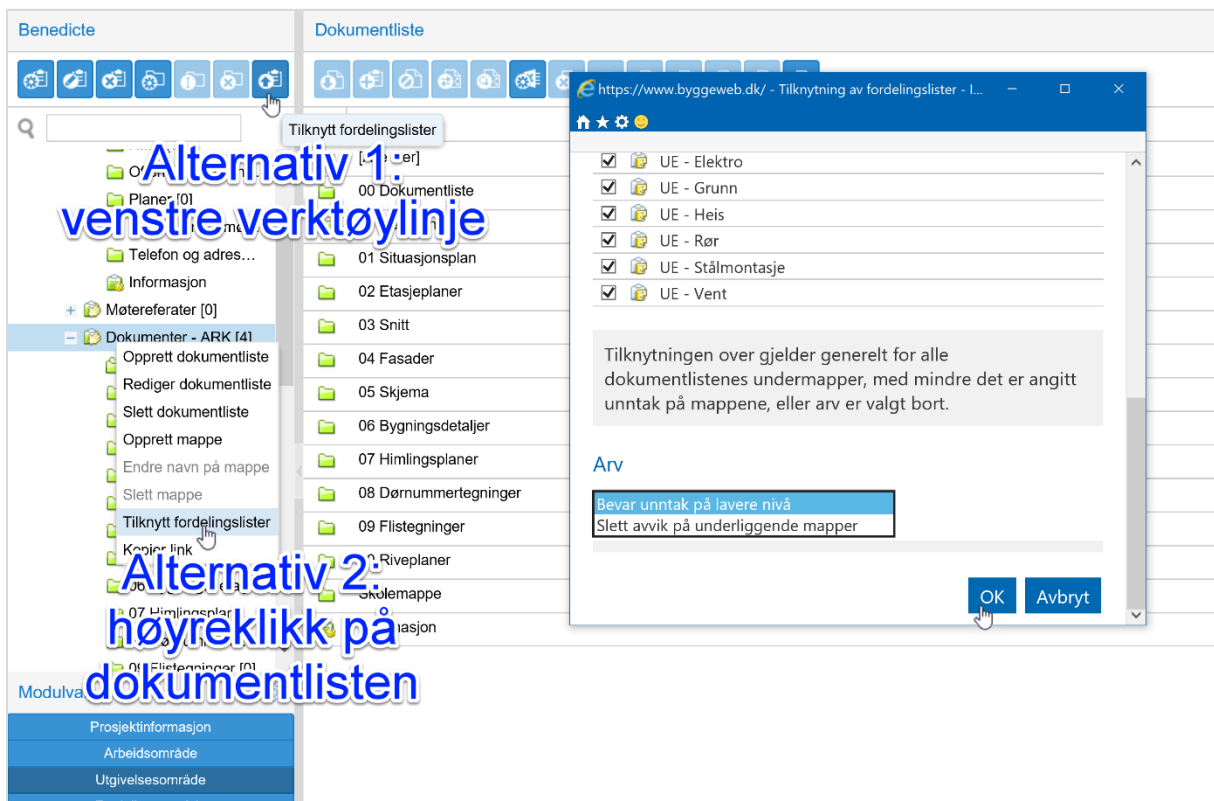 Benedicte
Tilknytt fordelingslister
Alternativ 1:
venstre verktøylinje
Planer [0]
Telefon og adres…
Informasjon
Møtereferater [0]
Dokumenter - ARK [4]
Opprett dokumentliste
Rediger dokumentliste
Slett dokumentliste
Opprett mappe
Endre navn på mappe
Slett mappe
Tilknytt fordelingslister
Kopier link
Alternativ 2:
høyreklikk på
dokumentlisten
07 Himlingsplan
09 Flistegninger [0]
Prosjektinformasjon
Arbeidsområde
Utgivelsesområde
Dokumentliste
00 Dokumentliste
01 Situasjonsplan
02 Etasjeplaner
03 Snitt
04 Fasader
05 Skjema
06 Bygningsdetaljer
07 Himlingsplaner
08 Dørnummertegninger
09 Flistegninger
Riveplaner
Skolemappe
https://www.byggeweb.dk/ - Tilknytning av fordelingslister - I...
UE - Elektro
UE - Grunn
UE - Heis
UE - Rør
UE - Stålmontasje
UE - Vent
Tilknytningen over gjelder generelt for alle
dokumentlistenes undermapper, med mindre det er angitt
unntak på mappene, eller arv er valgt bort.
Arv
Bevar unntak på lavere nivå
Slett avvik på underliggende mapper
OK
Avbryt